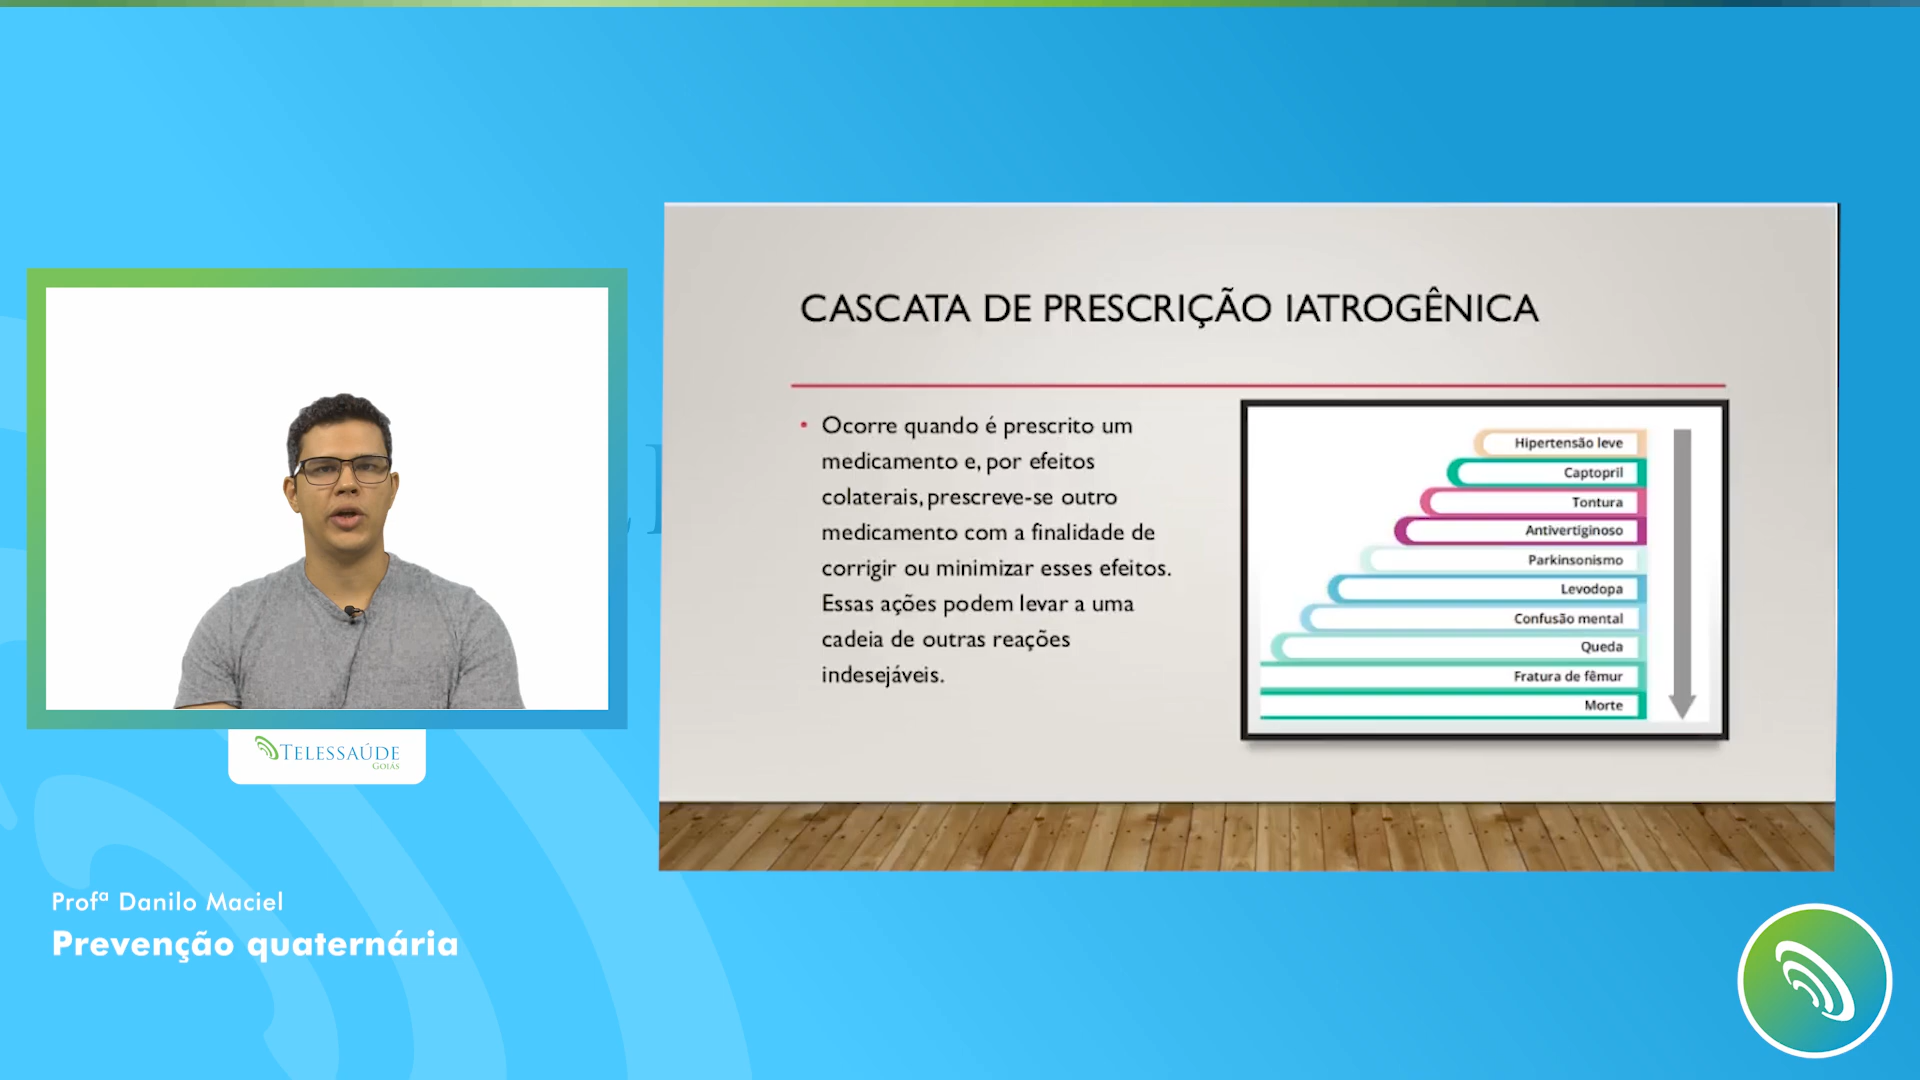 CASCATA DE PRESCRIÇÃO IATROGÊNICA
• Ocorre quando é prescrito um
medicamento e, por efeitos
colaterais, prescreve-se outro
medicamento com a finalidade de
corrigir ou minimizar esses efeitos.
Essas ações podem levar a uma
cadeia de outras reações
indesejáveis.
Hipertensão leve
Captopril
Tontura
Antivertiginoso
Parkinsonismo
Levodopa
Confusão mental
Queda
Fratura de fêmur
Morte
TELESSAÚDE
GOIÁS
Profª Danilo Maciel
Prevenção quaternária